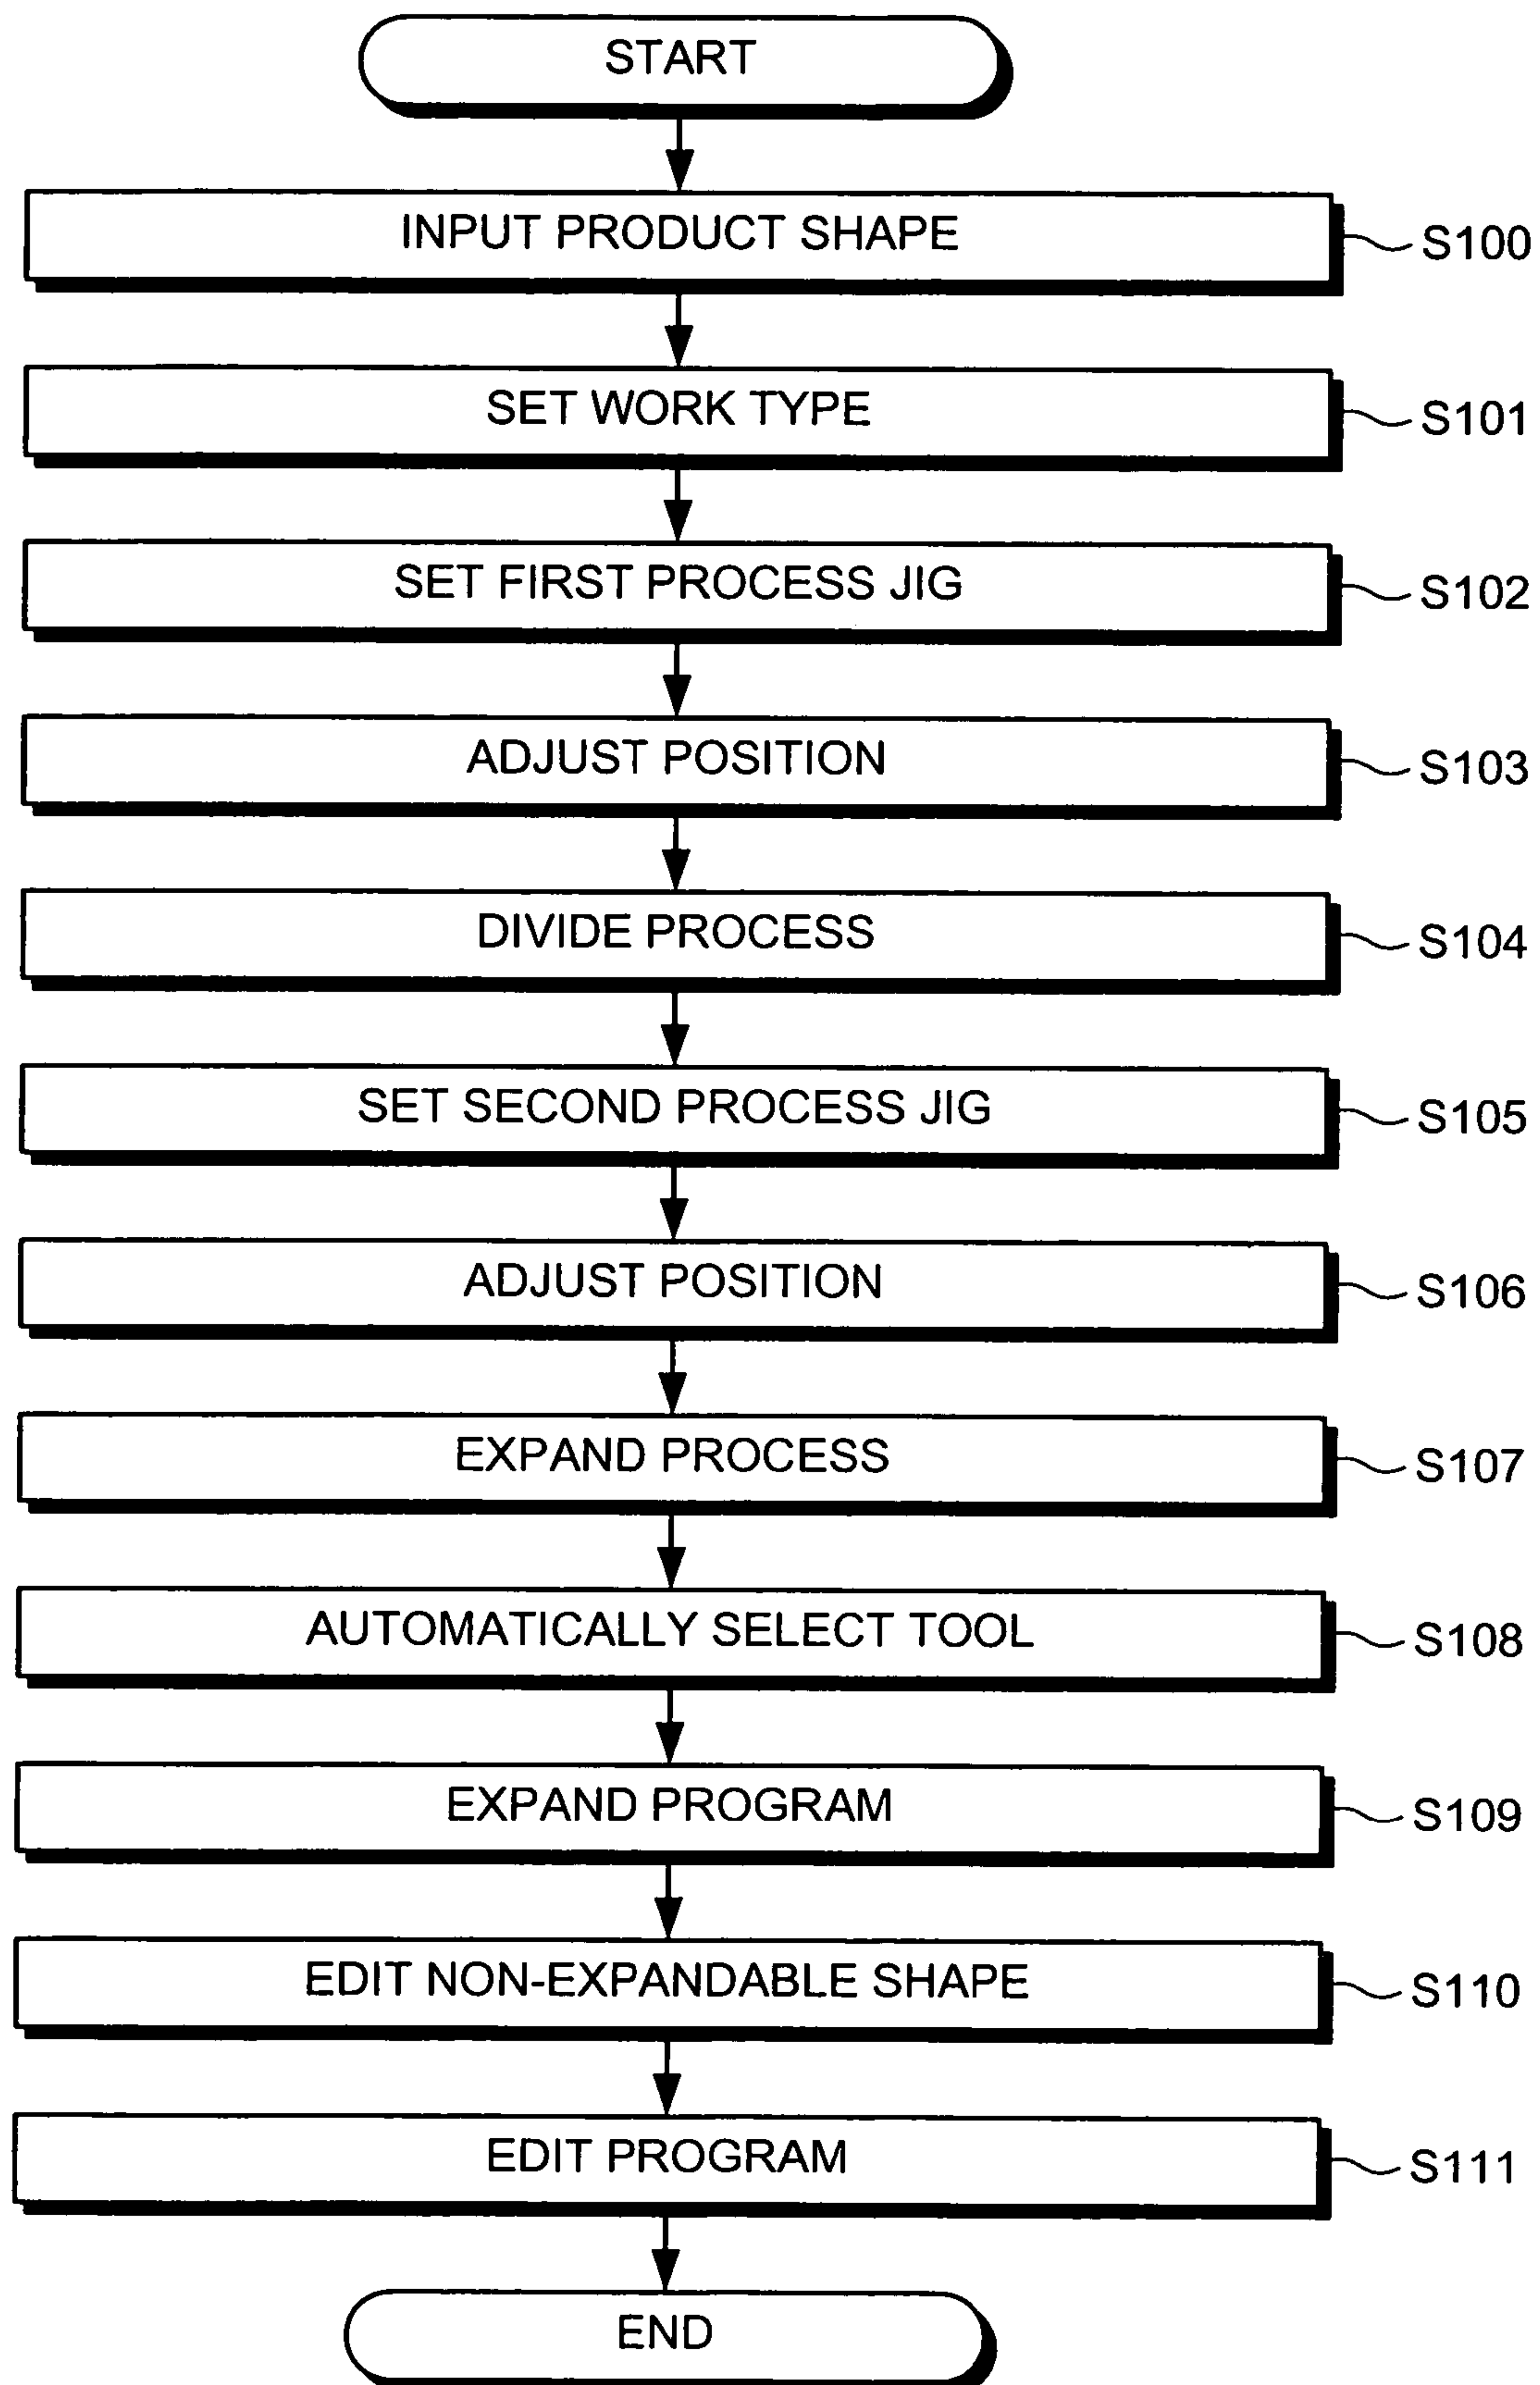 START
INPUT PRODUCT SHAPE S100
SET WORK TYPE S101
SET FIRST PROCESS JIG S102
ADJUST POSITION S103
DIVIDE PROCESS S104
SET SECOND PROCESS JIG S105
ADJUST POSITION S106
EXPAND PROCESS S107
AUTOMATICALLY SELECT TOOL S108
EXPAND PROGRAM S109
EDIT NON-EXPANDABLE SHAPE S110
EDIT PROGRAM S111
END